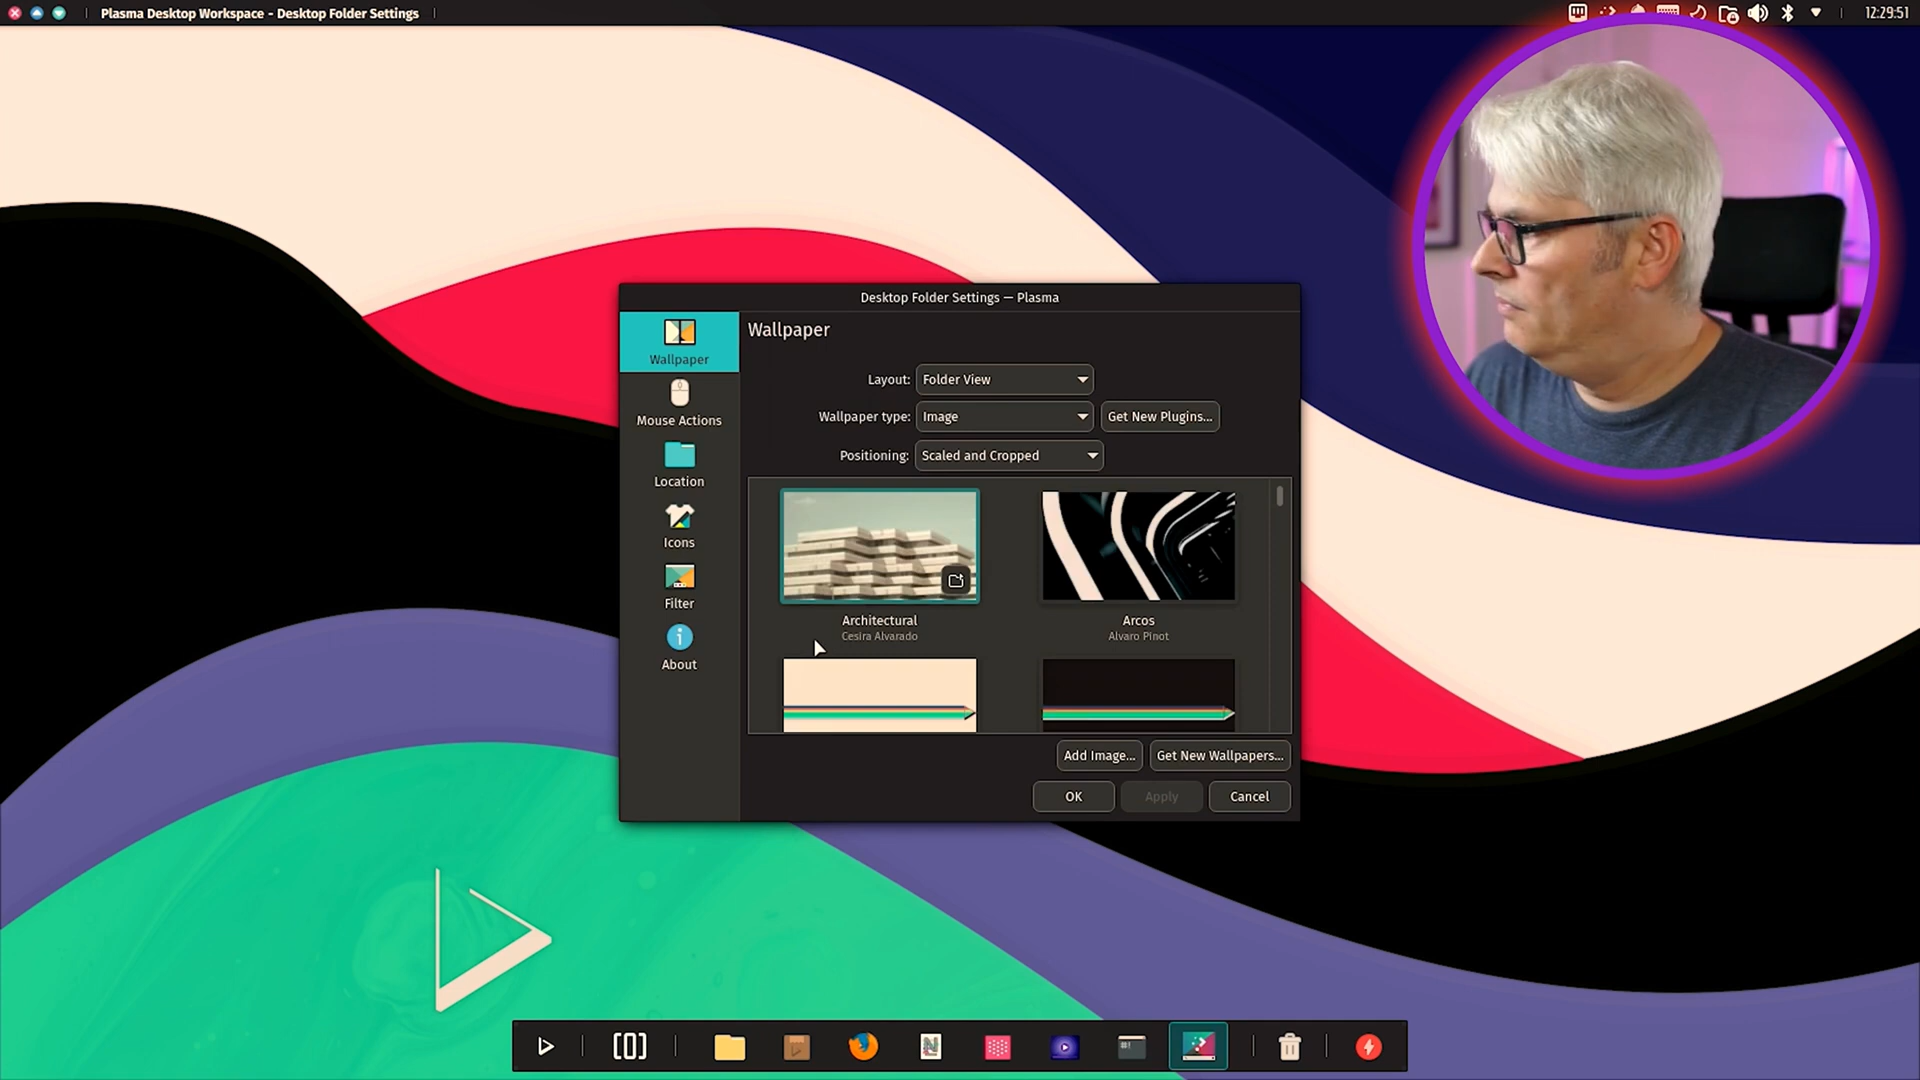 Plasma Desktop Workspace - Desktop Folder Settings
12:29:51
Desktop Folder Settings — Plasma
Wallpaper
Mouse Actions
Location
Icons
Filter
About
Wallpaper
Layout: Folder View
Wallpaper type: Image Get New Plugins...
Positioning: Scaled and Cropped
Architectural
Cesira Alvarado
Arcos
Alvaro Pinot
Add Image... Get New Wallpapers...
OK Apply Cancel